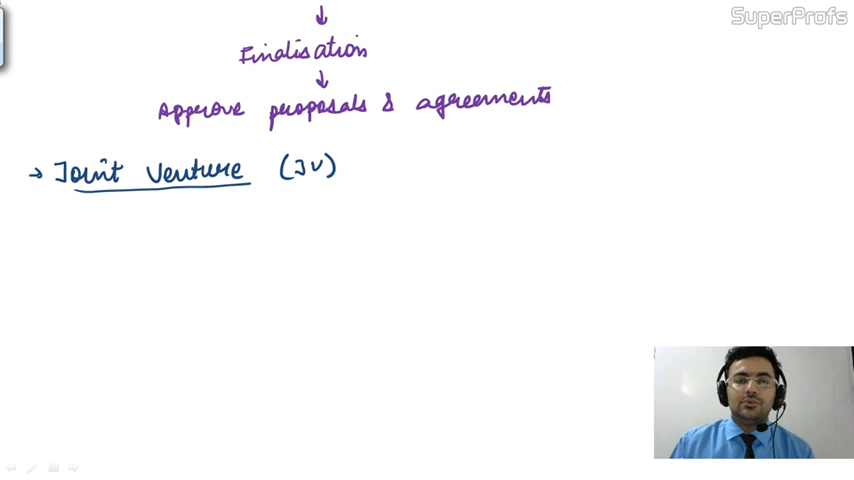 SuperProfs
↓
Finalisation
↓
Approve proposals & agreements
→ Joint Venture (JV)